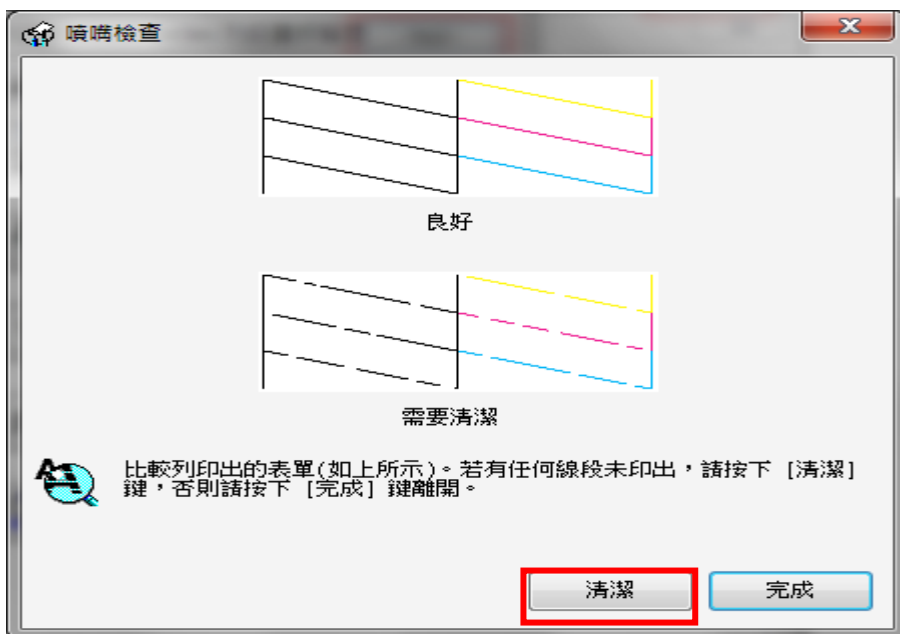 噴嘴檢查
良好
需要清潔
比較列印出的表單(如上所示)。若有任何線段未印出，請按下 [清潔]
鍵，否則請按下 [完成] 鍵離開。
清潔
完成